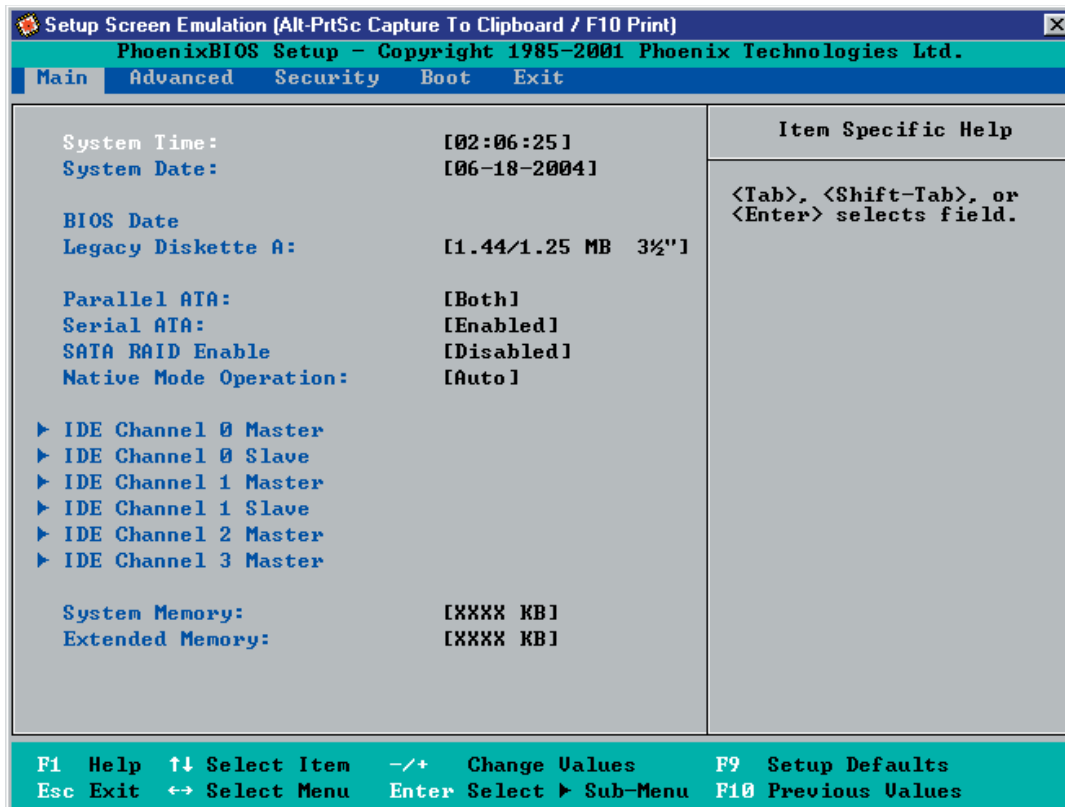 Setup Screen Emulation (Alt-PrtSc Capture To Clipboard / F10 Print)
PhoenixBIOS Setup - Copyright 1985-2001 Phoenix Technologies Ltd.
Main Advanced Security Boot Exit
System Time: [02:06:25]
System Date: [06-18-2004]
BIOS Date
Legacy Diskette A: [1.44/1.25 MB 3½"]
Parallel ATA: [Both]
Serial ATA: [Enabled]
SATA RAID Enable [Disabled]
Native Mode Operation: [Auto]
▶ IDE Channel 0 Master
▶ IDE Channel 0 Slave
▶ IDE Channel 1 Master
▶ IDE Channel 1 Slave
▶ IDE Channel 2 Master
▶ IDE Channel 3 Master
System Memory: [XXXX KB]
Extended Memory: [XXXX KB]
Item Specific Help
<Tab>, <Shift-Tab>, or
<Enter> selects field.
F1 Help ↑↓ Select Item -/+ Change Values F9 Setup Defaults
Esc Exit ↔ Select Menu Enter Select ▶ Sub-Menu F10 Previous Values